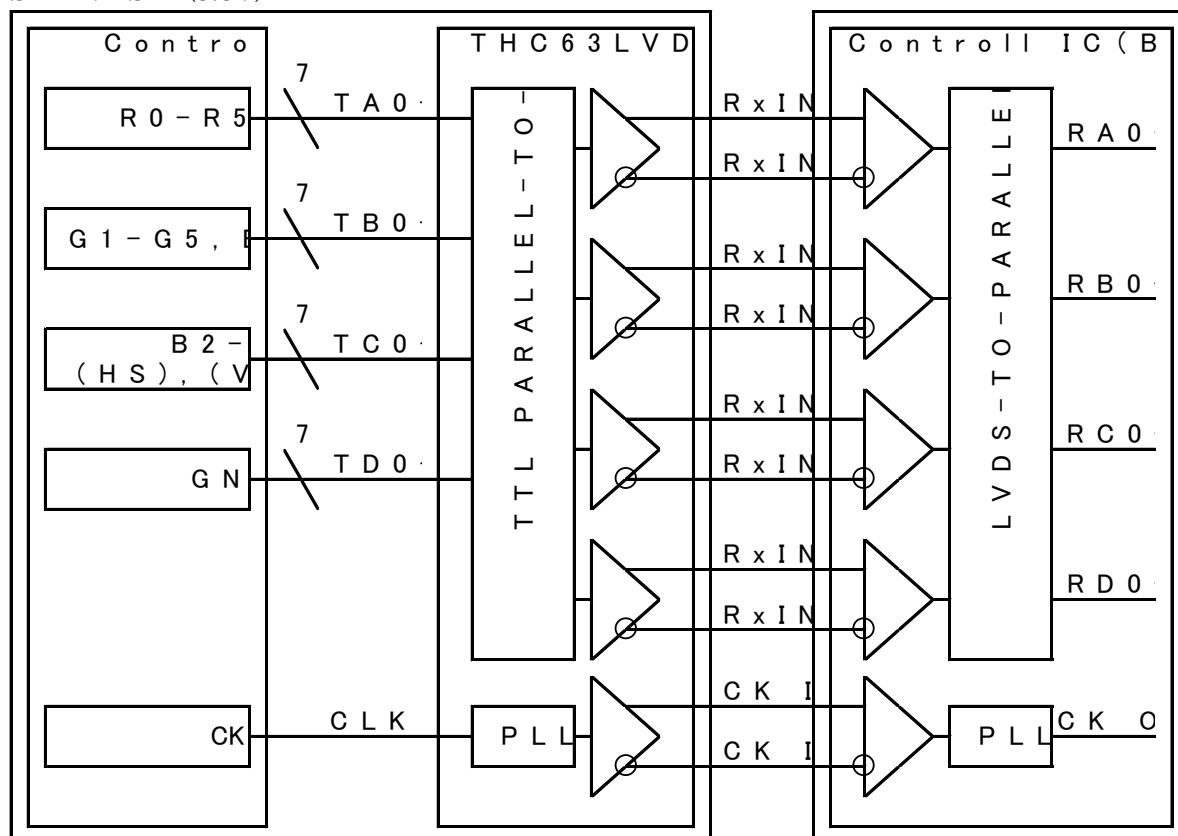 Contro
THC63LVD
Controll IC(B
7
R0-R5
TA0-
RxIN
RA0-
RxIN
7
G1-G5,
TB0-
RxIN
RB0-
RxIN
7
B2-
(HS),(V
TC0-
RxIN
RC0-
RxIN
7
GN
TD0-
RxIN
RD0-
RxIN
TTL PARALLEL-TO-
LVDS-TO-PARALLEL
CK
CLK
PLL
CK I
CK I
PLL
CK O